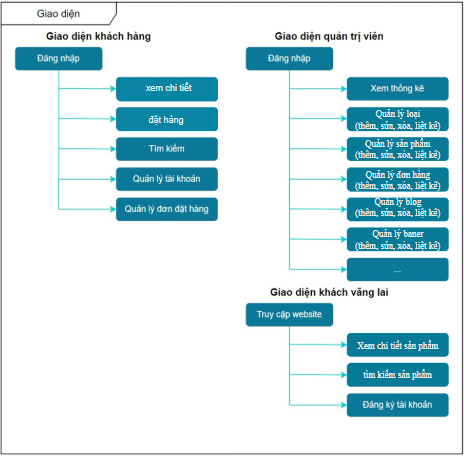 Giao diện
Giao diện khách hàng
Đăng nhập
xem chi tiết
đặt hàng
Tìm kiếm
Quản lý tài khoản
Quản lý đơn đặt hàng
Giao diện quản trị viên
Đăng nhập
Xem thống kê
Quản lý loại
(thêm, sửa, xóa, liệt kê)
Quản lý sản phẩm
(thêm, sửa, xóa, liệt kê)
Quản lý đơn hàng
(thêm, sửa, xóa, liệt kê)
Quản lý blog
(thêm, sửa, xóa, liệt kê)
Quản lý baner
(thêm, sửa, xóa, liệt kê)
...
Giao diện khách vãng lai
Truy cập website
Xem chi tiết sản phẩm
tìm kiếm sản phẩm
Đăng ký tài khoản